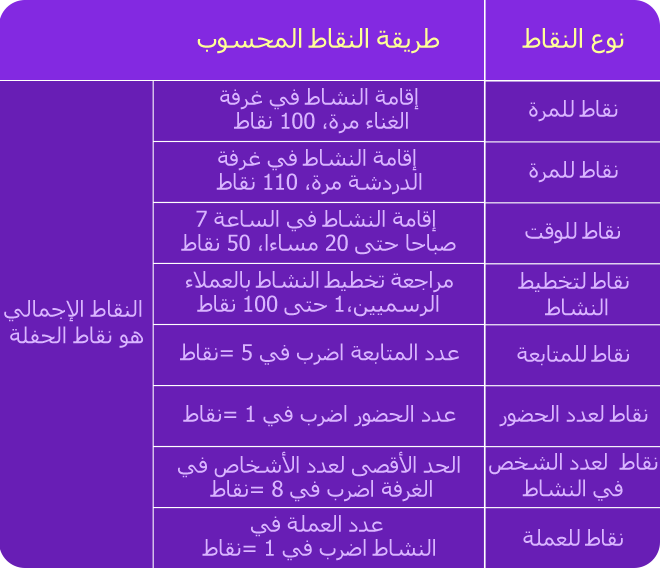 نوع النقاط
طريقة النقاط المحسوب
نقاط للمرة
إقامة النشاط في غرفة
الغناء مرة، 100 نقاط
نقاط للمرة
إقامة النشاط في غرفة
الدردشة مرة، 110 نقاط
نقاط للوقت
إقامة النشاط في الساعة 7
صباحا حتى 20 مساءا، 50 نقاط
نقاط لتخطيط
النشاط
مراجعة تخطيط النشاط بالعملاء
الرسميين،1 حتى 100 نقاط
نقاط للمتابعة
عدد المتابعة اضرب في 5 =نقاط
نقاط لعدد الحضور
عدد الحضور اضرب في 1 =نقاط
نقاط لعدد الشخص
في النشاط
الحد الأقصى لعدد الأشخاص في
الغرفة اضرب في 8 =نقاط
نقاط للعملة
عدد العملة في
النشاط اضرب في 1 =نقاط
النقاط الإجمالي
هو نقاط الحفلة